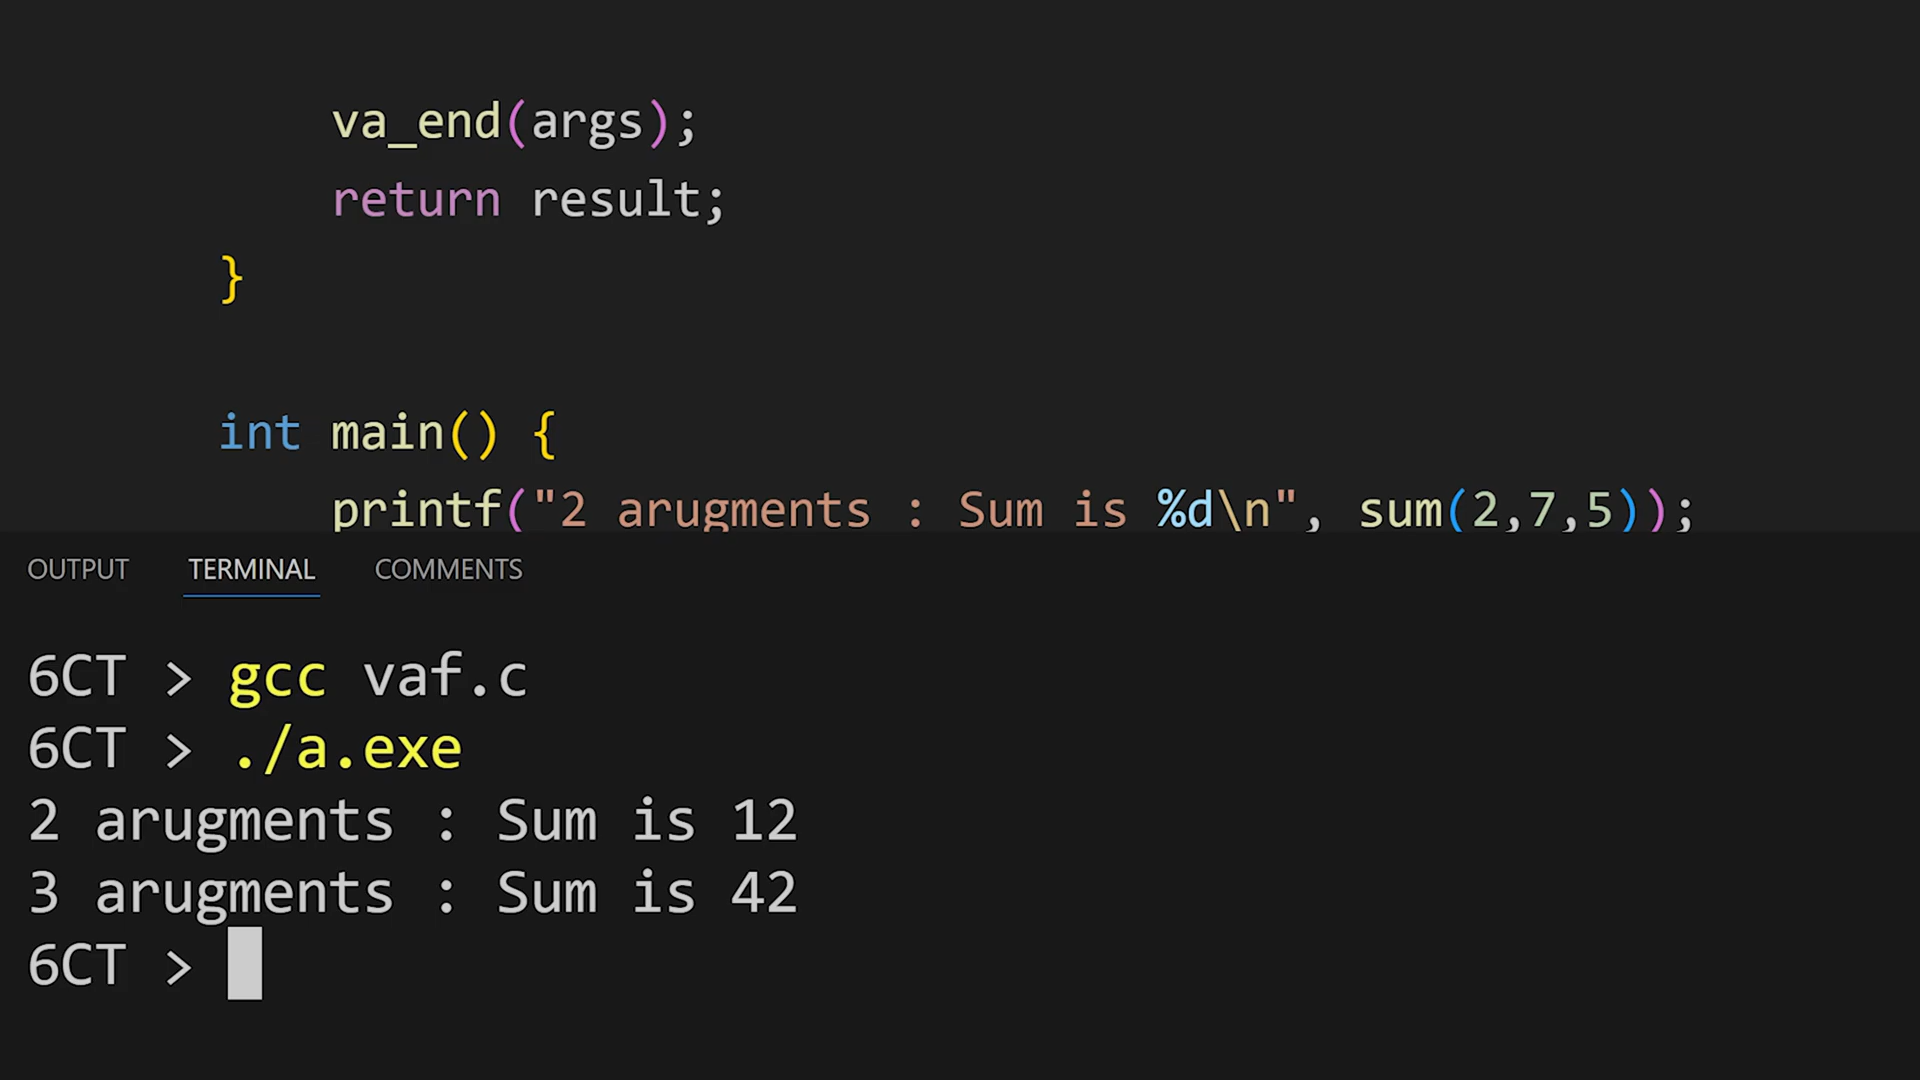 va_end(args);
return result;
}
int main() {
printf("2 arugments : Sum is %d\n", sum(2,7,5));
OUTPUT TERMINAL COMMENTS
6CT > gcc vaf.c
6CT > ./a.exe
2 arugments : Sum is 12
3 arugments : Sum is 42
6CT >